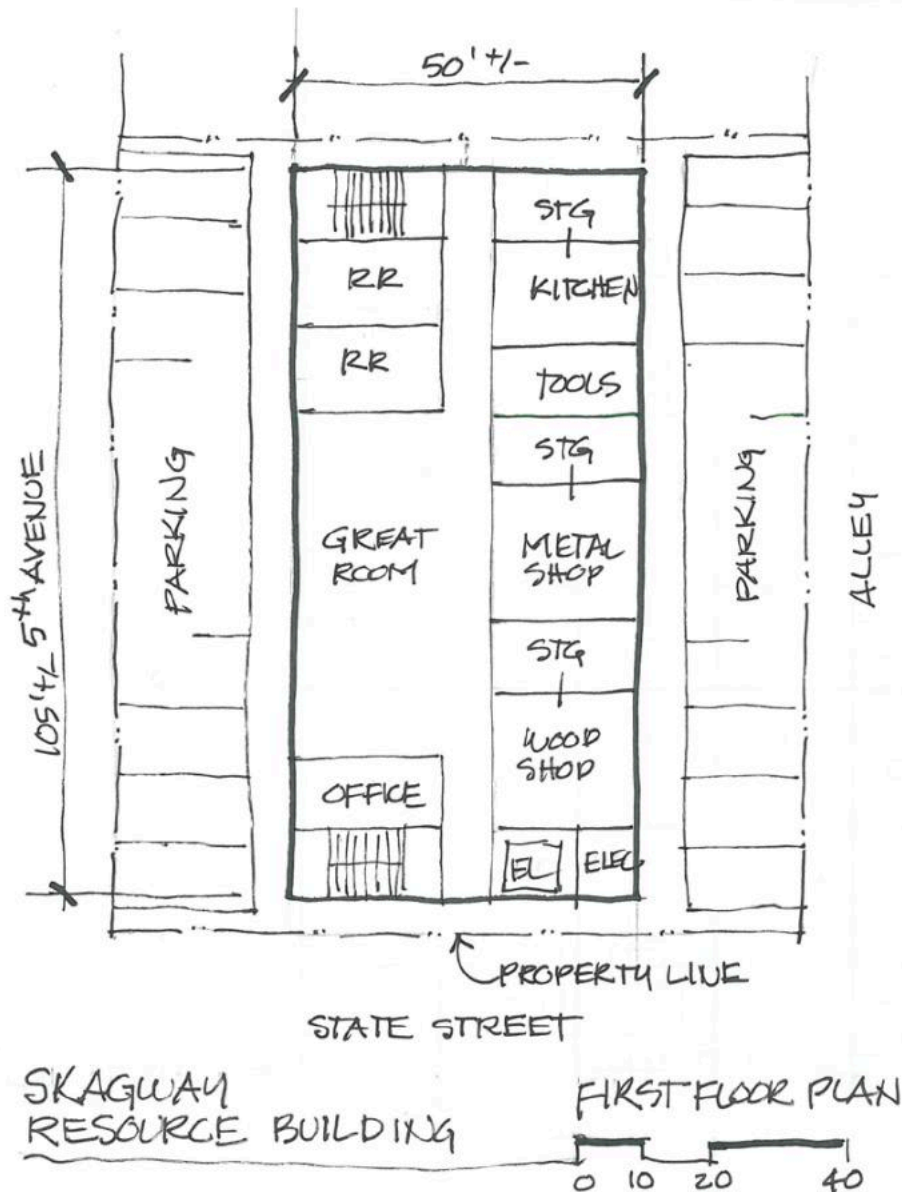 50' +/-
STG
RR
KITCHEN
RR
TOOLS
STG
105' +/- 5th AVENUE
PARKING
GREAT
ROOM
METAL
SHOP
PARKING
ALLEY
STG
WOOD
SHOP
OFFICE
EL
ELEC
PROPERTY LINE
STATE STREET
SKAGWAY
RESOURCE BUILDING
FIRST FLOOR PLAN
0 10 20 40